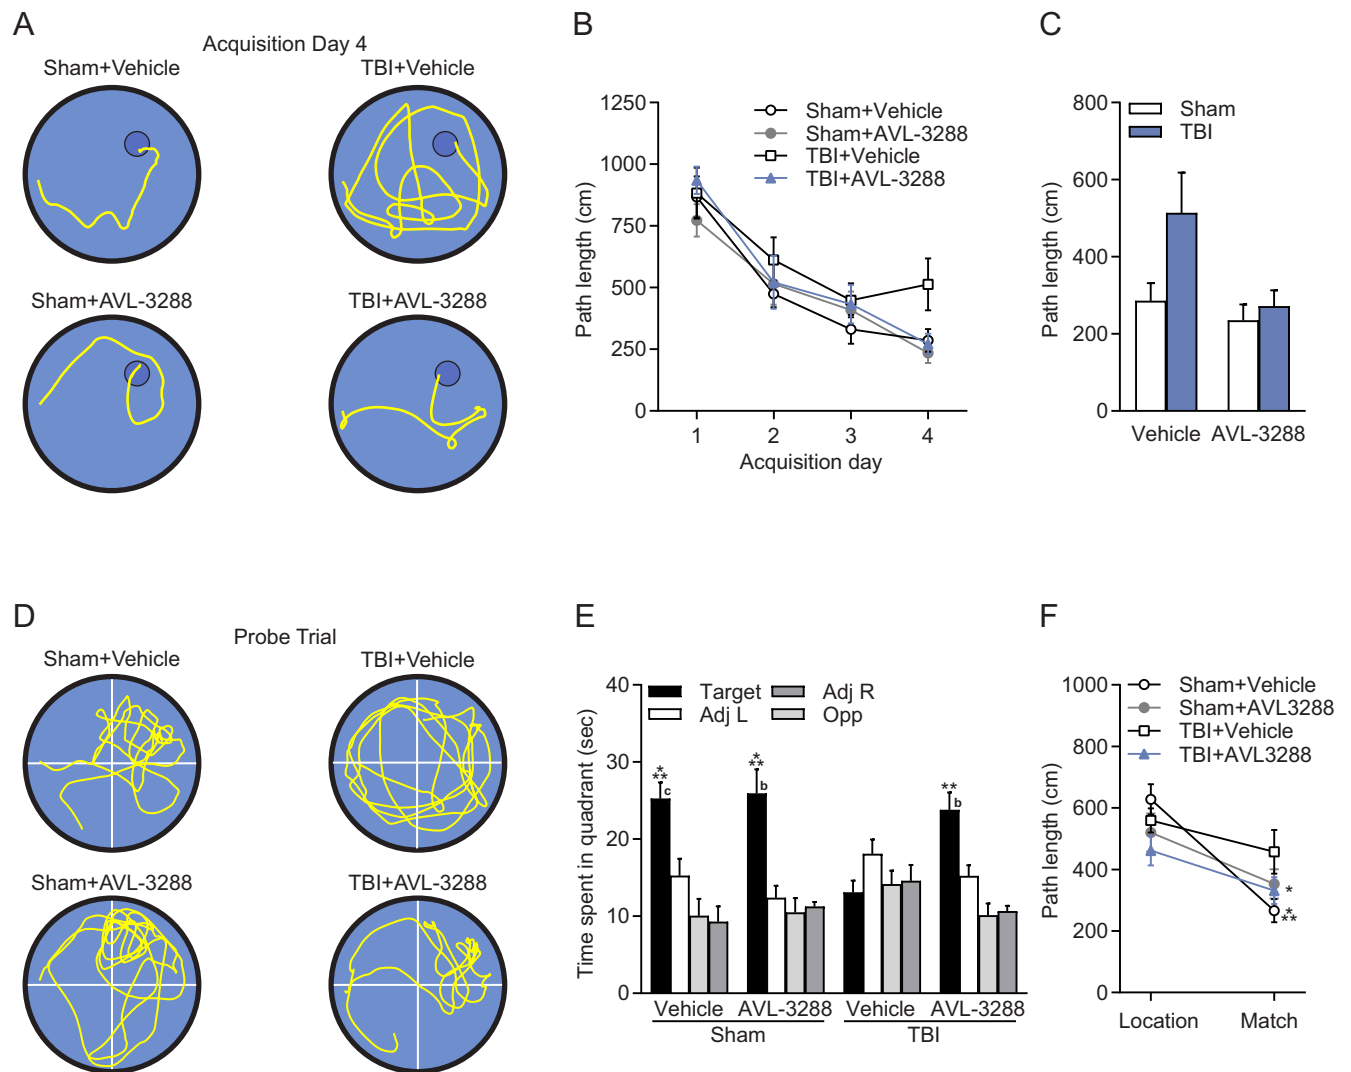 A
Acquisition Day 4
Sham+Vehicle
TBI+Vehicle
Sham+AVL-3288
TBI+AVL-3288
B
Path length (cm)
1250
1000
750
500
250
0
Sham+Vehicle
Sham+AVL-3288
TBI+Vehicle
TBI+AVL-3288
1 2 3 4
Acquisition day
C
Path length (cm)
800
600
400
200
0
Sham
TBI
Vehicle AVL-3288
D
Probe Trial
Sham+Vehicle
TBI+Vehicle
Sham+AVL-3288
TBI+AVL-3288
E
Time spent in quadrant (sec)
40
30
20
10
0
Target Adj R
Adj L Opp
*
**
c
*
**
b
**
b
Vehicle AVL-3288 Vehicle AVL-3288
Sham TBI
F
Path length (cm)
1000
800
600
400
200
0
Sham+Vehicle
Sham+AVL3288
TBI+Vehicle
TBI+AVL3288
*
*
**
Location Match